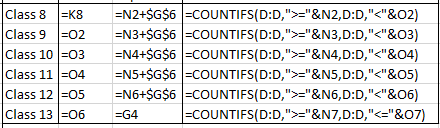 Class 8 =K8 =N2+$G$6 =COUNTIFS(D:D,">="&N2,D:D,"<"&O2)
Class 9 =O2 =N3+$G$6 =COUNTIFS(D:D,">="&N3,D:D,"<"&O3)
Class 10 =O3 =N4+$G$6 =COUNTIFS(D:D,">="&N4,D:D,"<"&O4)
Class 11 =O4 =N5+$G$6 =COUNTIFS(D:D,">="&N5,D:D,"<"&O5)
Class 12 =O5 =N6+$G$6 =COUNTIFS(D:D,">="&N6,D:D,"<"&O6)
Class 13 =O6 =G4 =COUNTIFS(D:D,">="&N7,D:D,"<="&O7)